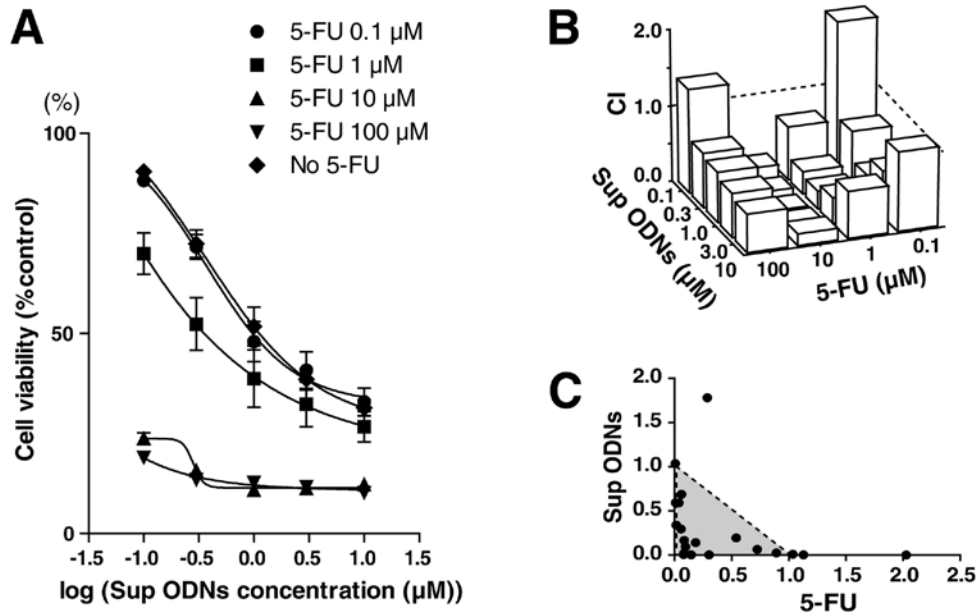 A
5-FU 0.1 µM
5-FU 1 µM
5-FU 10 µM
5-FU 100 µM
No 5-FU
(%)
100
50
0
Cell viability (%control)
-1.5 -1.0 -0.5 0.0 0.5 1.0 1.5
log (Sup ODNs concentration (µM))
B
2.0
1.0
0.0
CI
0.1
0.3
1.0
3.0
10
Sup ODNs (µM)
100 10 1 0.1
5-FU (µM)
C
2.0
1.5
1.0
0.5
0.0
Sup ODNs
0.0 0.5 1.0 1.5 2.0 2.5
5-FU